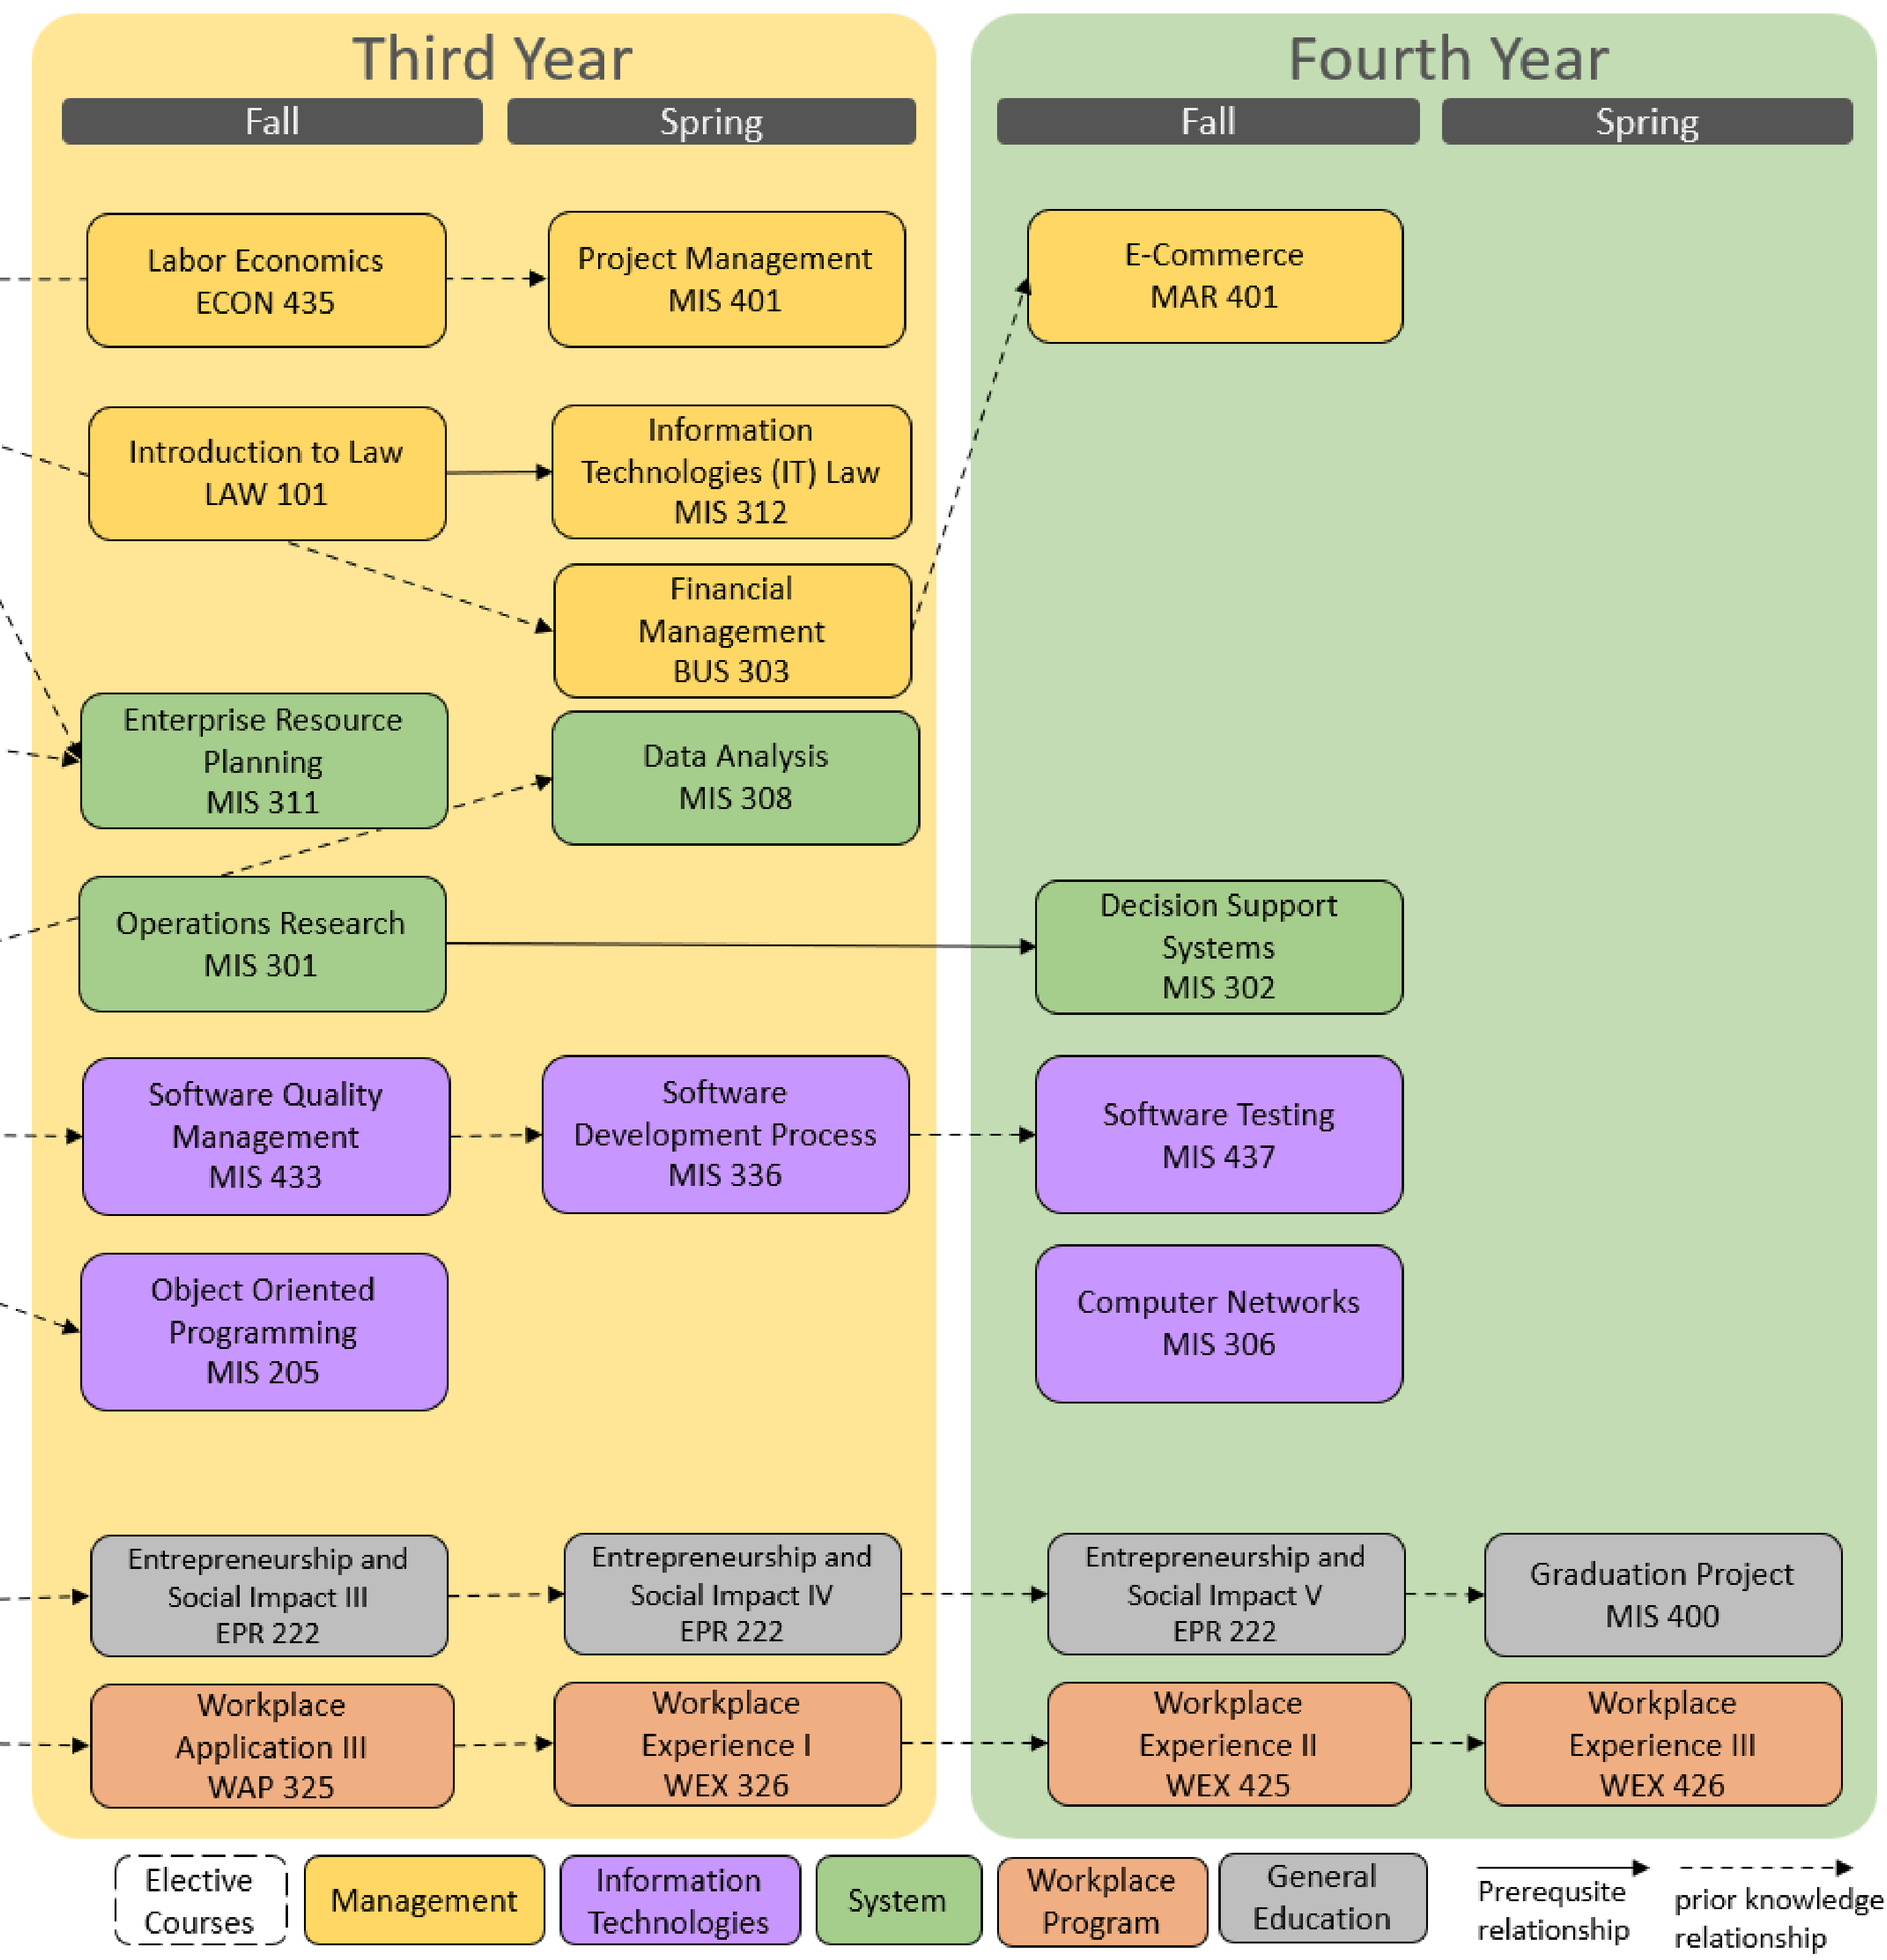 Third Year
Fourth Year
Fall
Spring
Fall
Spring
Labor Economics
ECON 435
Project Management
MIS 401
E-Commerce
MAR 401
Introduction to Law
LAW 101
Information
Technologies (IT) Law
MIS 312
Financial
Management
BUS 303
Enterprise Resource
Planning
MIS 311
Data Analysis
MIS 308
Operations Research
MIS 301
Decision Support
Systems
MIS 302
Software Quality
Management
MIS 433
Software
Development Process
MIS 336
Software Testing
MIS 437
Object Oriented
Programming
MIS 205
Computer Networks
MIS 306
Entrepreneurship and
Social Impact III
EPR 222
Entrepreneurship and
Social Impact IV
EPR 222
Entrepreneurship and
Social Impact V
EPR 222
Graduation Project
MIS 400
Workplace
Application III
WAP 325
Workplace
Experience I
WEX 326
Workplace
Experience II
WEX 425
Workplace
Experience III
WEX 426
Elective
Courses
Management
Information
Technologies
System
Workplace
Program
General
Education
Prerequsite
relationship
prior knowledge
relationship